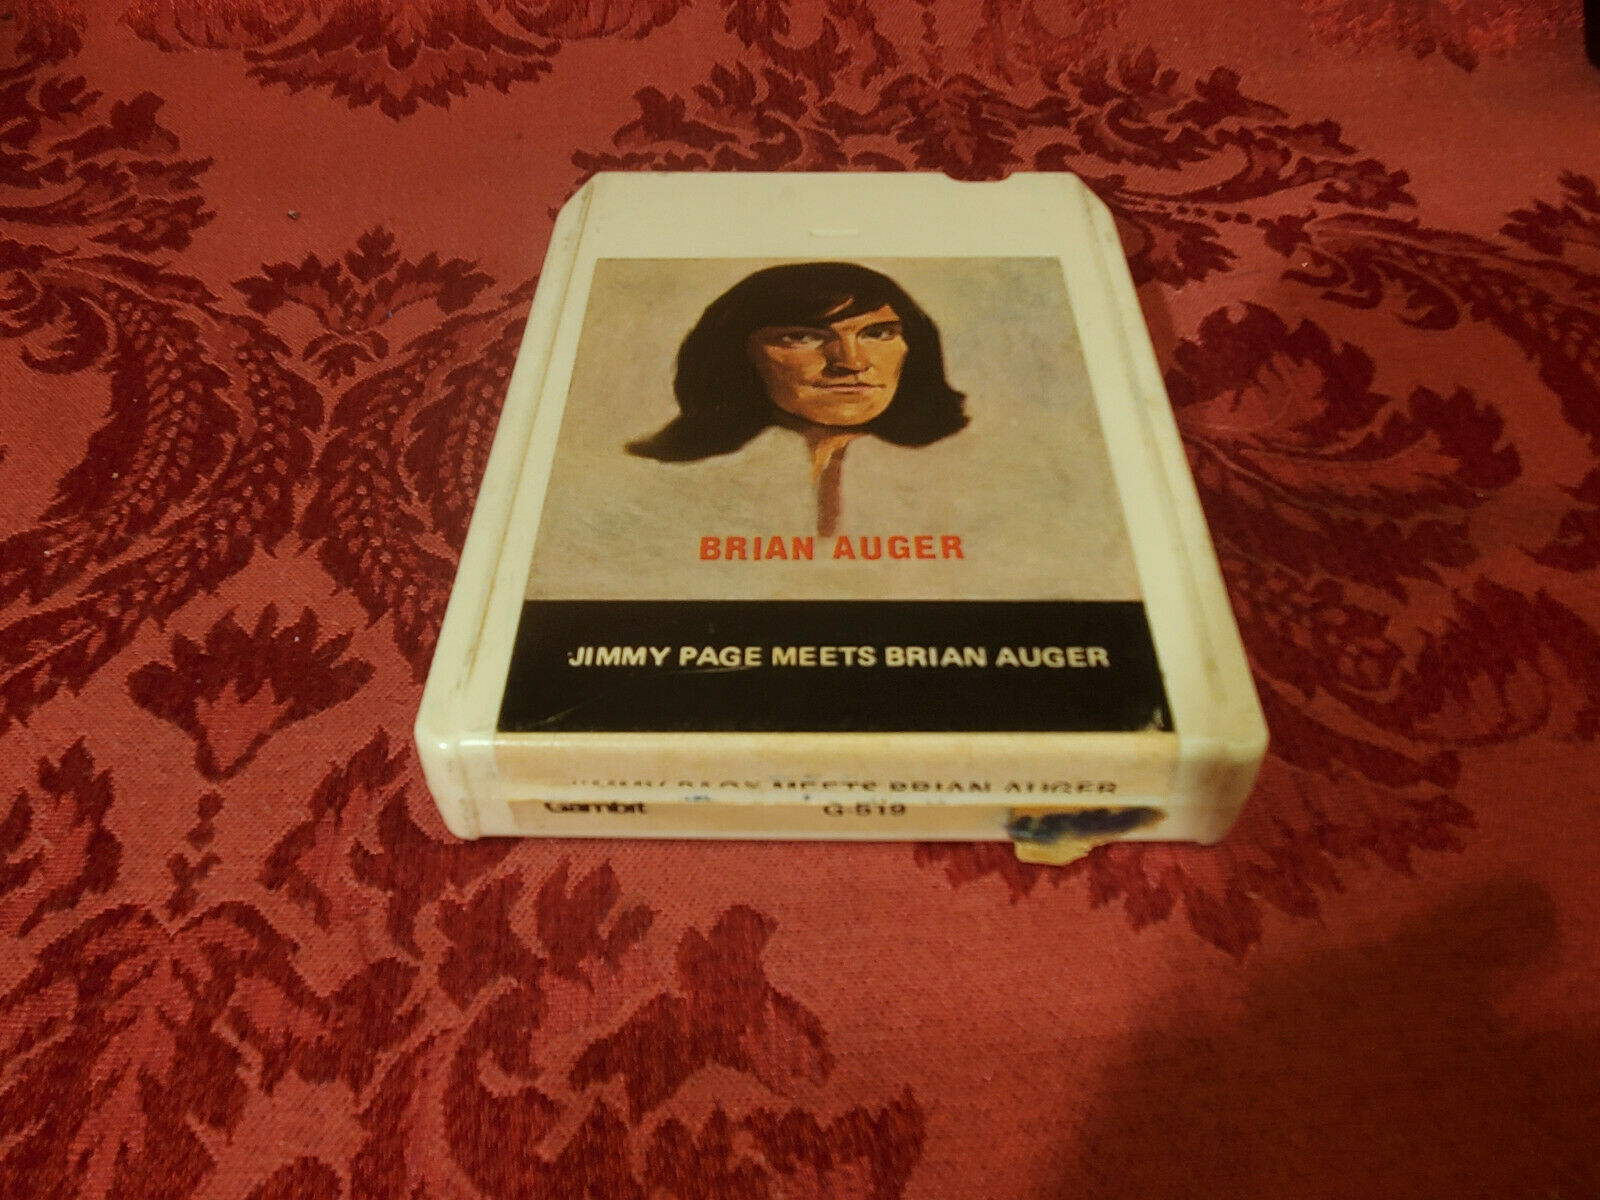 BRIAN AUGER
JIMMY PAGE MEETS BRIAN AUGER
JIMMY PAGE MEETS BRIAN AUGER
Gambit G-519